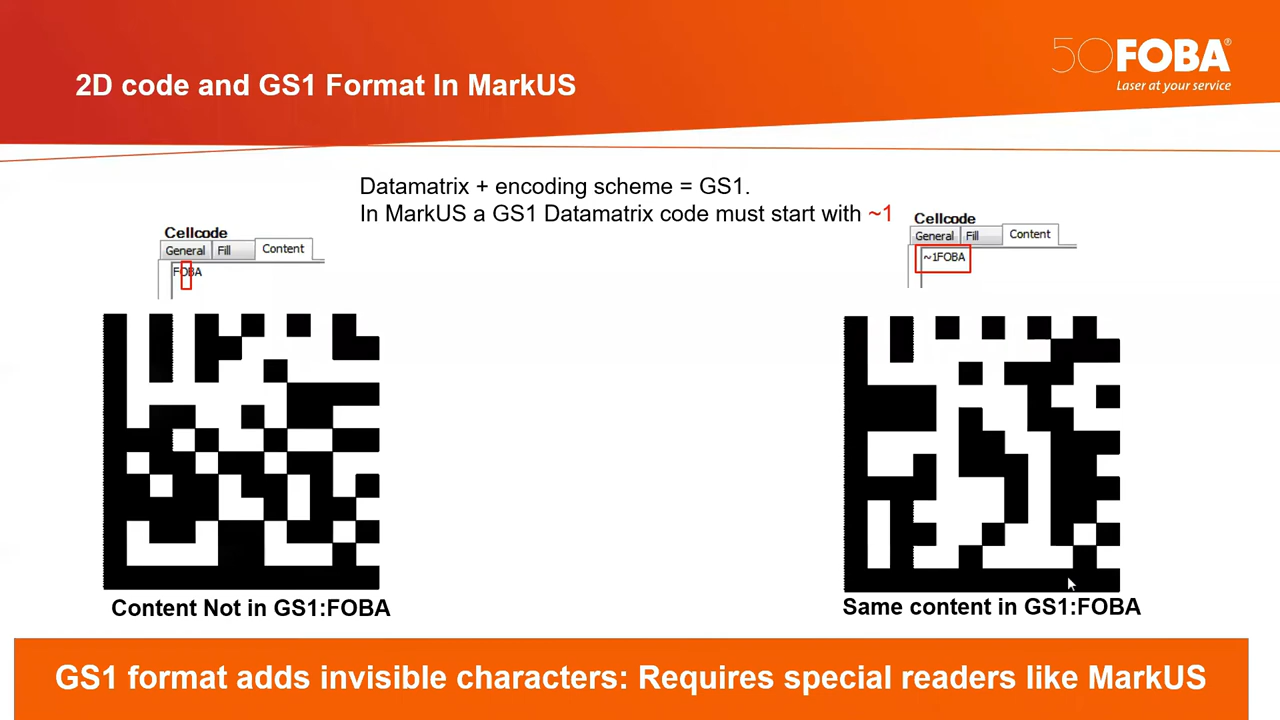 2D code and GS1 Format In MarkUS
50 FOBA®
Laser at your service
Datamatrix + encoding scheme = GS1.
In MarkUS a GS1 Datamatrix code must start with ~1
Cellcode
General Fill Content
FOBA
Cellcode
General Fill Content
~1FOBA
Content Not in GS1:FOBA
Same content in GS1:FOBA
GS1 format adds invisible characters: Requires special readers like MarkUS